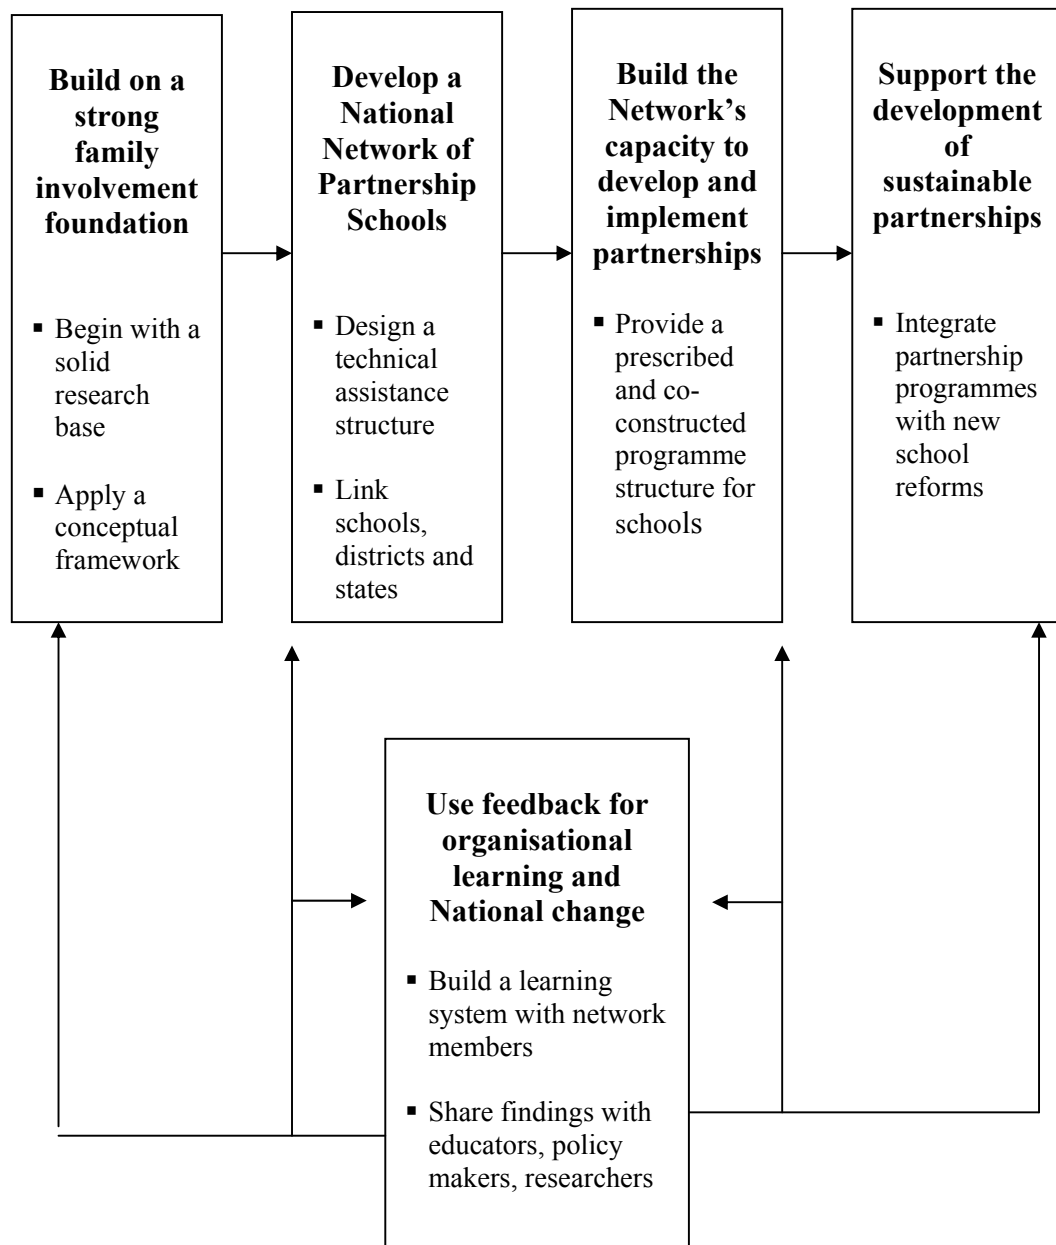 Build on a
strong
family
involvement
foundation
▪ Begin with a
solid
research
base
▪ Apply a
conceptual
framework
Develop a
National
Network of
Partnership
Schools
▪ Design a
technical
assistance
structure
▪ Link
schools,
districts and
states
Build the
Network’s
capacity to
develop and
implement
partnerships
▪ Provide a
prescribed
and co-
constructed
programme
structure for
schools
Support the
development
of
sustainable
partnerships
▪ Integrate
partnership
programmes
with new
school
reforms
Use feedback for
organisational
learning and
National change
▪ Build a learning
system with network
members
▪ Share findings with
educators, policy
makers, researchers